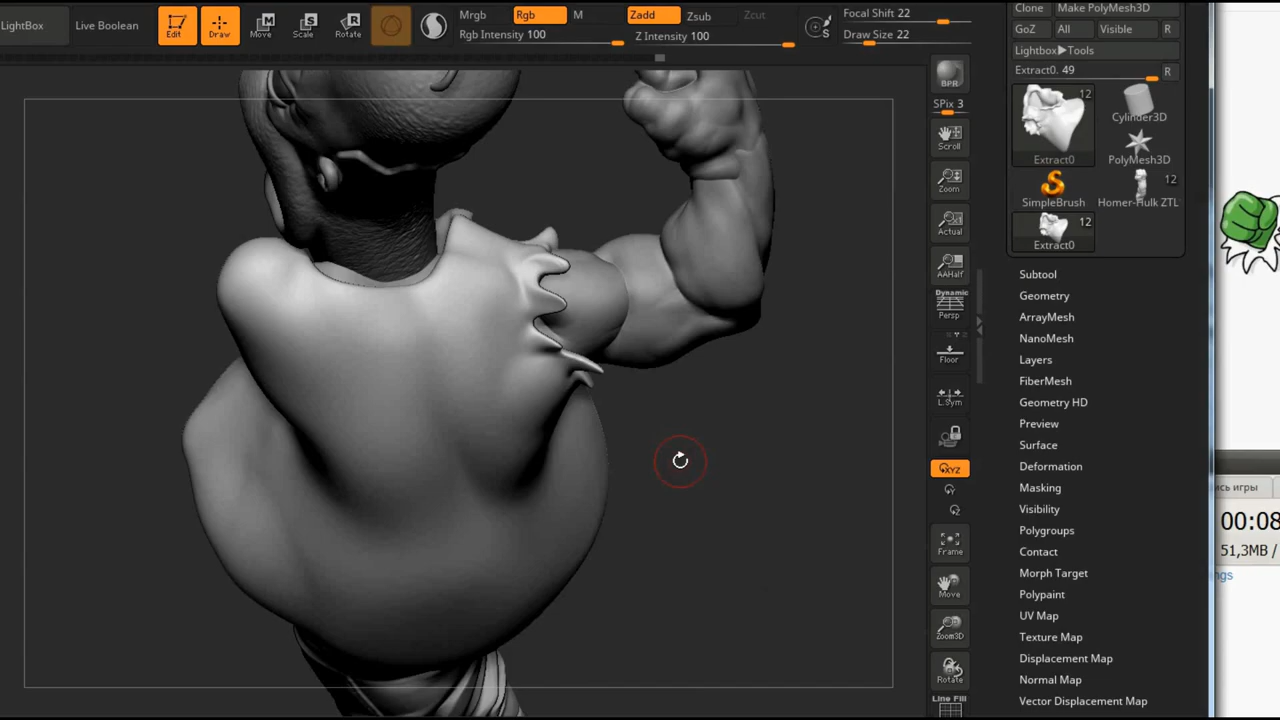 LightBox
Live Boolean
Edit
Draw
Move
Scale
Rotate
Mrgb
Rgb
M
Rgb Intensity 100
Zadd
Zsub
Zcut
Z Intensity 100
S
Focal Shift 22
Draw Size 22
Clone
Make PolyMesh3D
GoZ
All
Visible
R
Lightbox▶Tools
Extract0. 49
R
12
Extract0
Cylinder3D
PolyMesh3D
SimpleBrush
12
Homer-Hulk ZTL
12
Extract0
BPR
SPix 3
Scroll
Zoom
Actual
AAHalf
Dynamic
Persp
Floor
L.Sym
XYZ
Y
Z
Frame
Move
Zoom3D
Rotate
Line Fill
Subtool
Geometry
ArrayMesh
NanoMesh
Layers
FiberMesh
Geometry HD
Preview
Surface
Deformation
Masking
Visibility
Polygroups
Contact
Morph Target
Polypaint
UV Map
Texture Map
Displacement Map
Normal Map
Vector Displacement Map
ись игры
00:08
51,3MB /
ngs